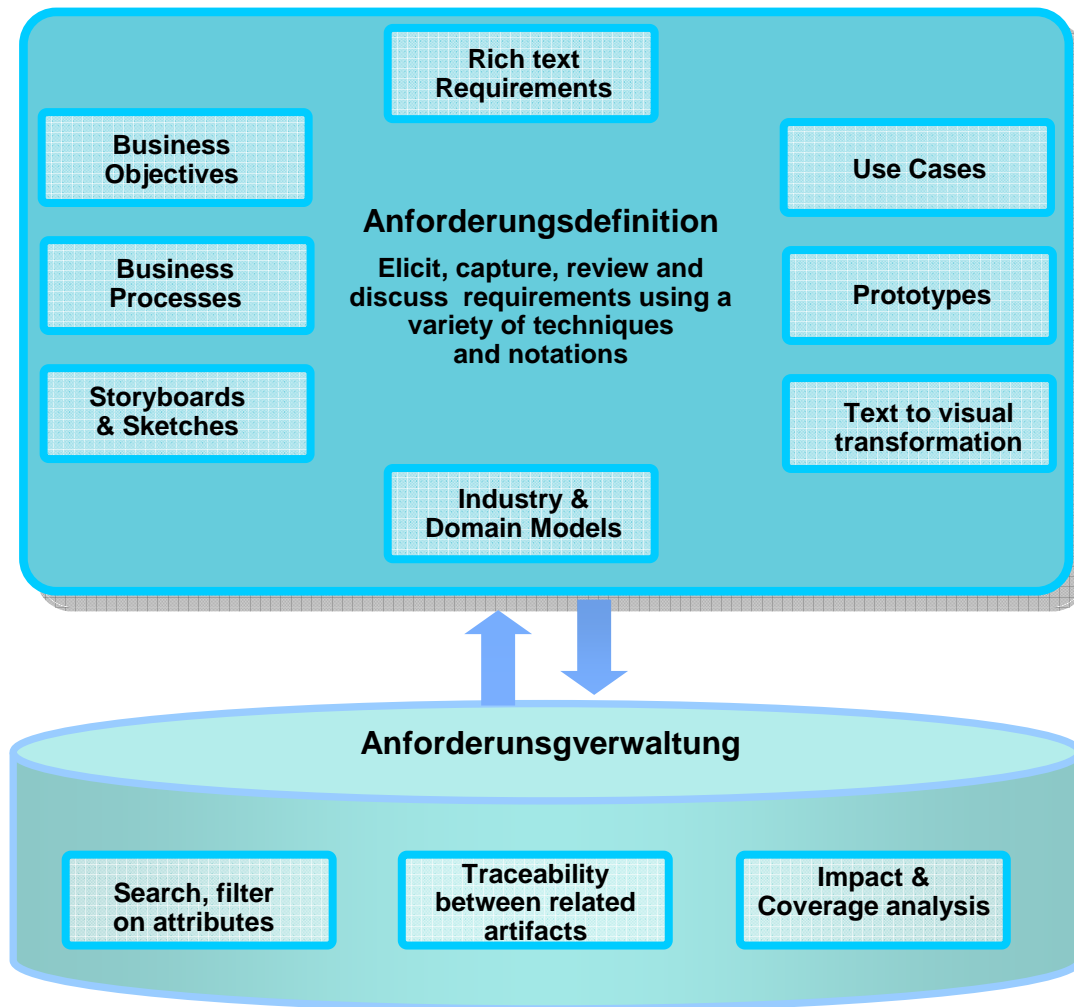 Rich text
Requirements
Business
Objectives
Business
Processes
Storyboards
& Sketches
Anforderungsdefinition
Elicit, capture, review and
discuss requirements using a
variety of techniques
and notations
Use Cases
Prototypes
Text to visual
transformation
Industry &
Domain Models
Anforderunsgverwaltung
Search, filter
on attributes
Traceability
between related
artifacts
Impact &
Coverage analysis